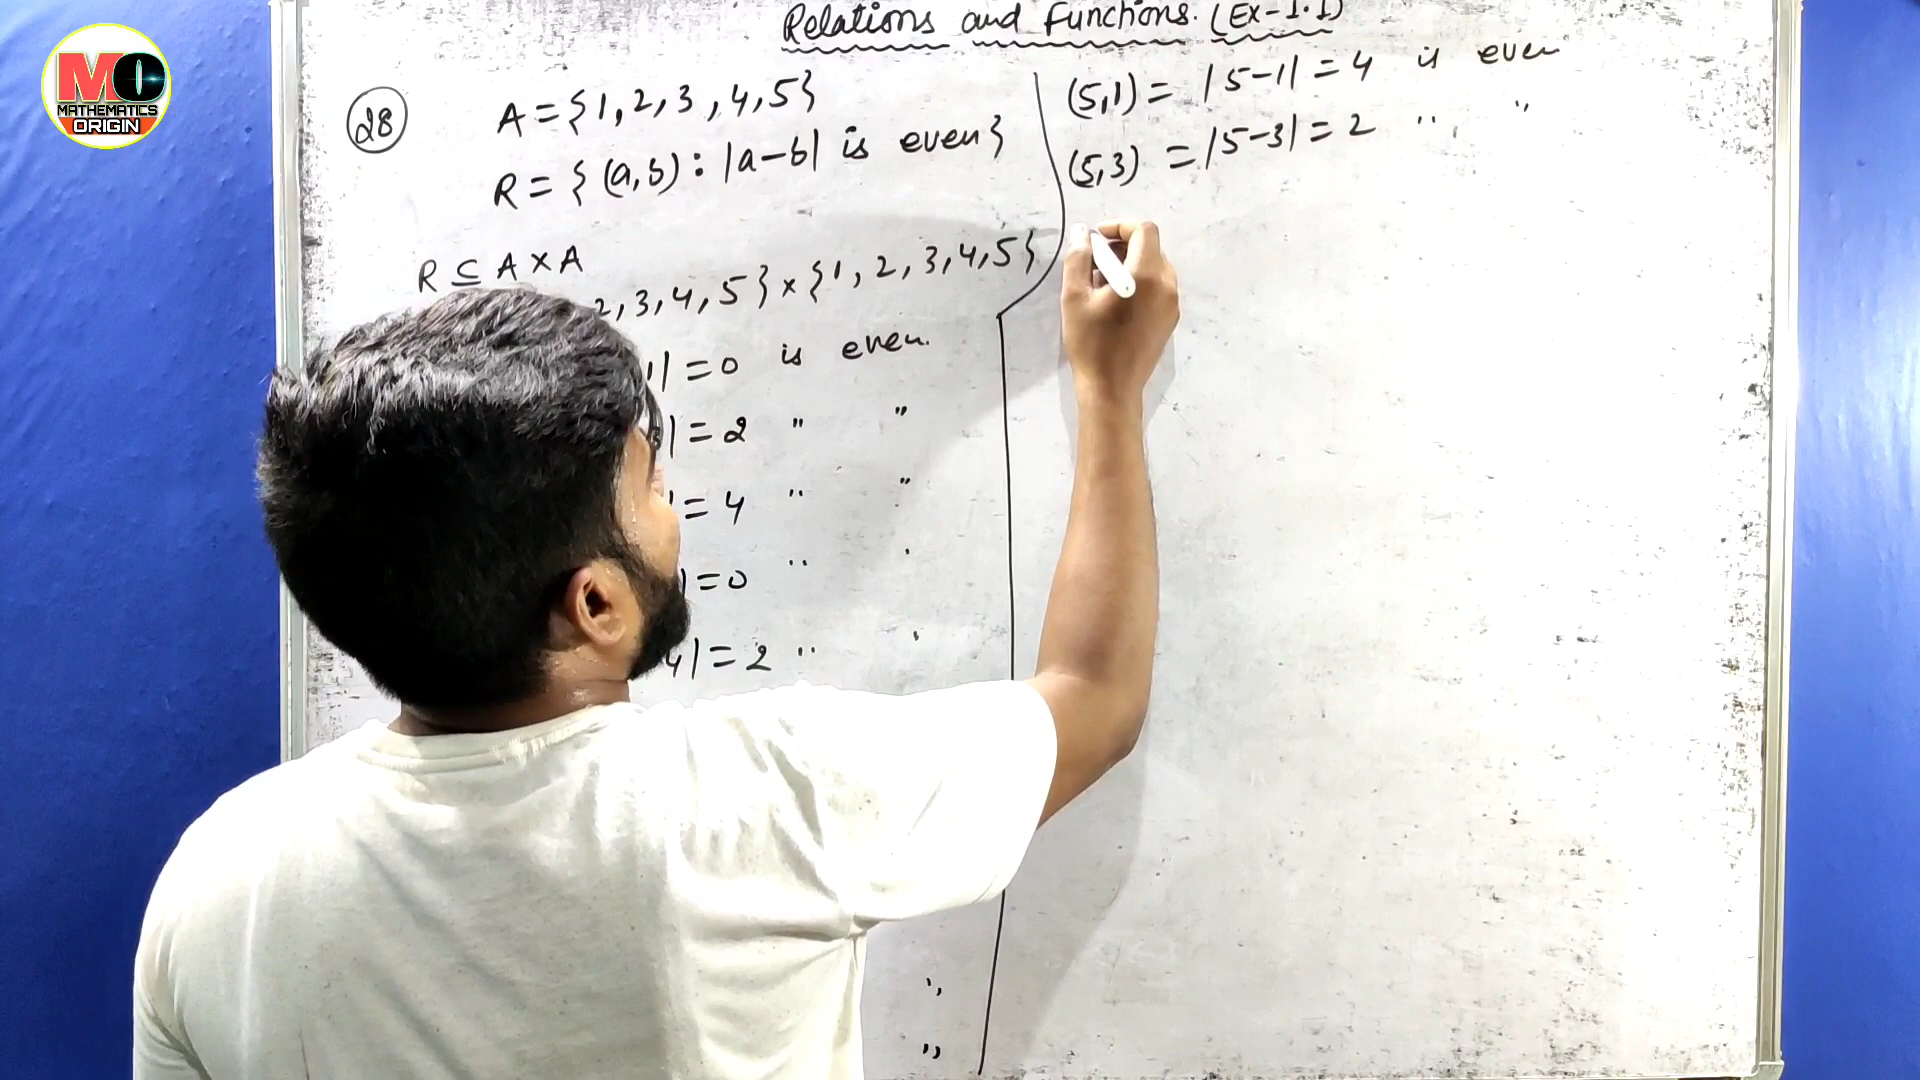 MO
MATHEMATICS
ORIGIN
Relations and Functions. (Ex-1.1)
28
A = {1, 2, 3, 4, 5}
R = {(a, b) : |a-b| is even}
R ⊆ A × A
2, 3, 4, 5} × {1, 2, 3, 4, 5}
1| = 0 is even.
| = 2 " "
| = 4 " "
| = 0 "
4| = 2 " '
"
"
(5,1) = |5-1| = 4 is even
(5,3) = |5-3| = 2 " "